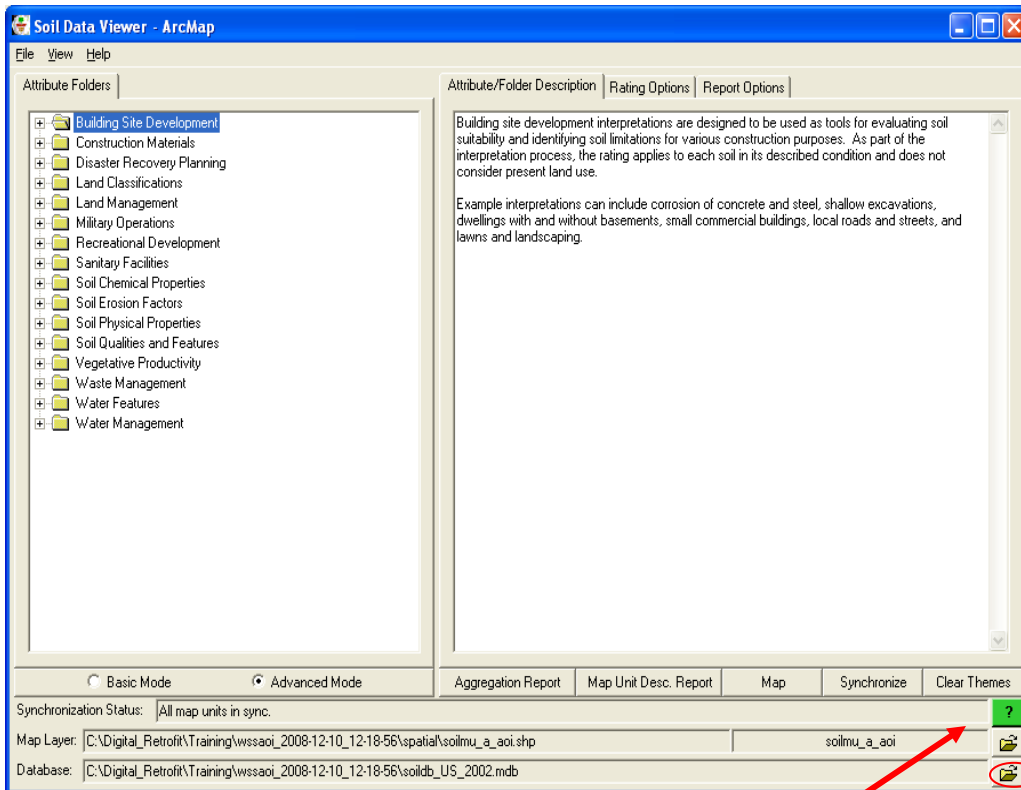 Soil Data Viewer - ArcMap
File View Help
Attribute Folders
Building Site Development
Construction Materials
Disaster Recovery Planning
Land Classifications
Land Management
Military Operations
Recreational Development
Sanitary Facilities
Soil Chemical Properties
Soil Erosion Factors
Soil Physical Properties
Soil Qualities and Features
Vegetative Productivity
Waste Management
Water Features
Water Management
Attribute/Folder Description Rating Options Report Options
Building site development interpretations are designed to be used as tools for evaluating soil
suitability and identifying soil limitations for various construction purposes. As part of the
interpretation process, the rating applies to each soil in its described condition and does not
consider present land use.
Example interpretations can include corrosion of concrete and steel, shallow excavations,
dwellings with and without basements, small commercial buildings, local roads and streets, and
lawns and landscaping.
Basic Mode Advanced Mode
Aggregation Report Map Unit Desc. Report Map Synchronize Clear Themes
Synchronization Status: All map units in sync. ?
Map Layer: C:\Digital_Retrofit\Training\wssaoi_2008-12-10_12-18-56\spatial\soilmu_a_aoi.shp soilmu_a_aoi
Database: C:\Digital_Retrofit\Training\wssaoi_2008-12-10_12-18-56\soildb_US_2002.mdb